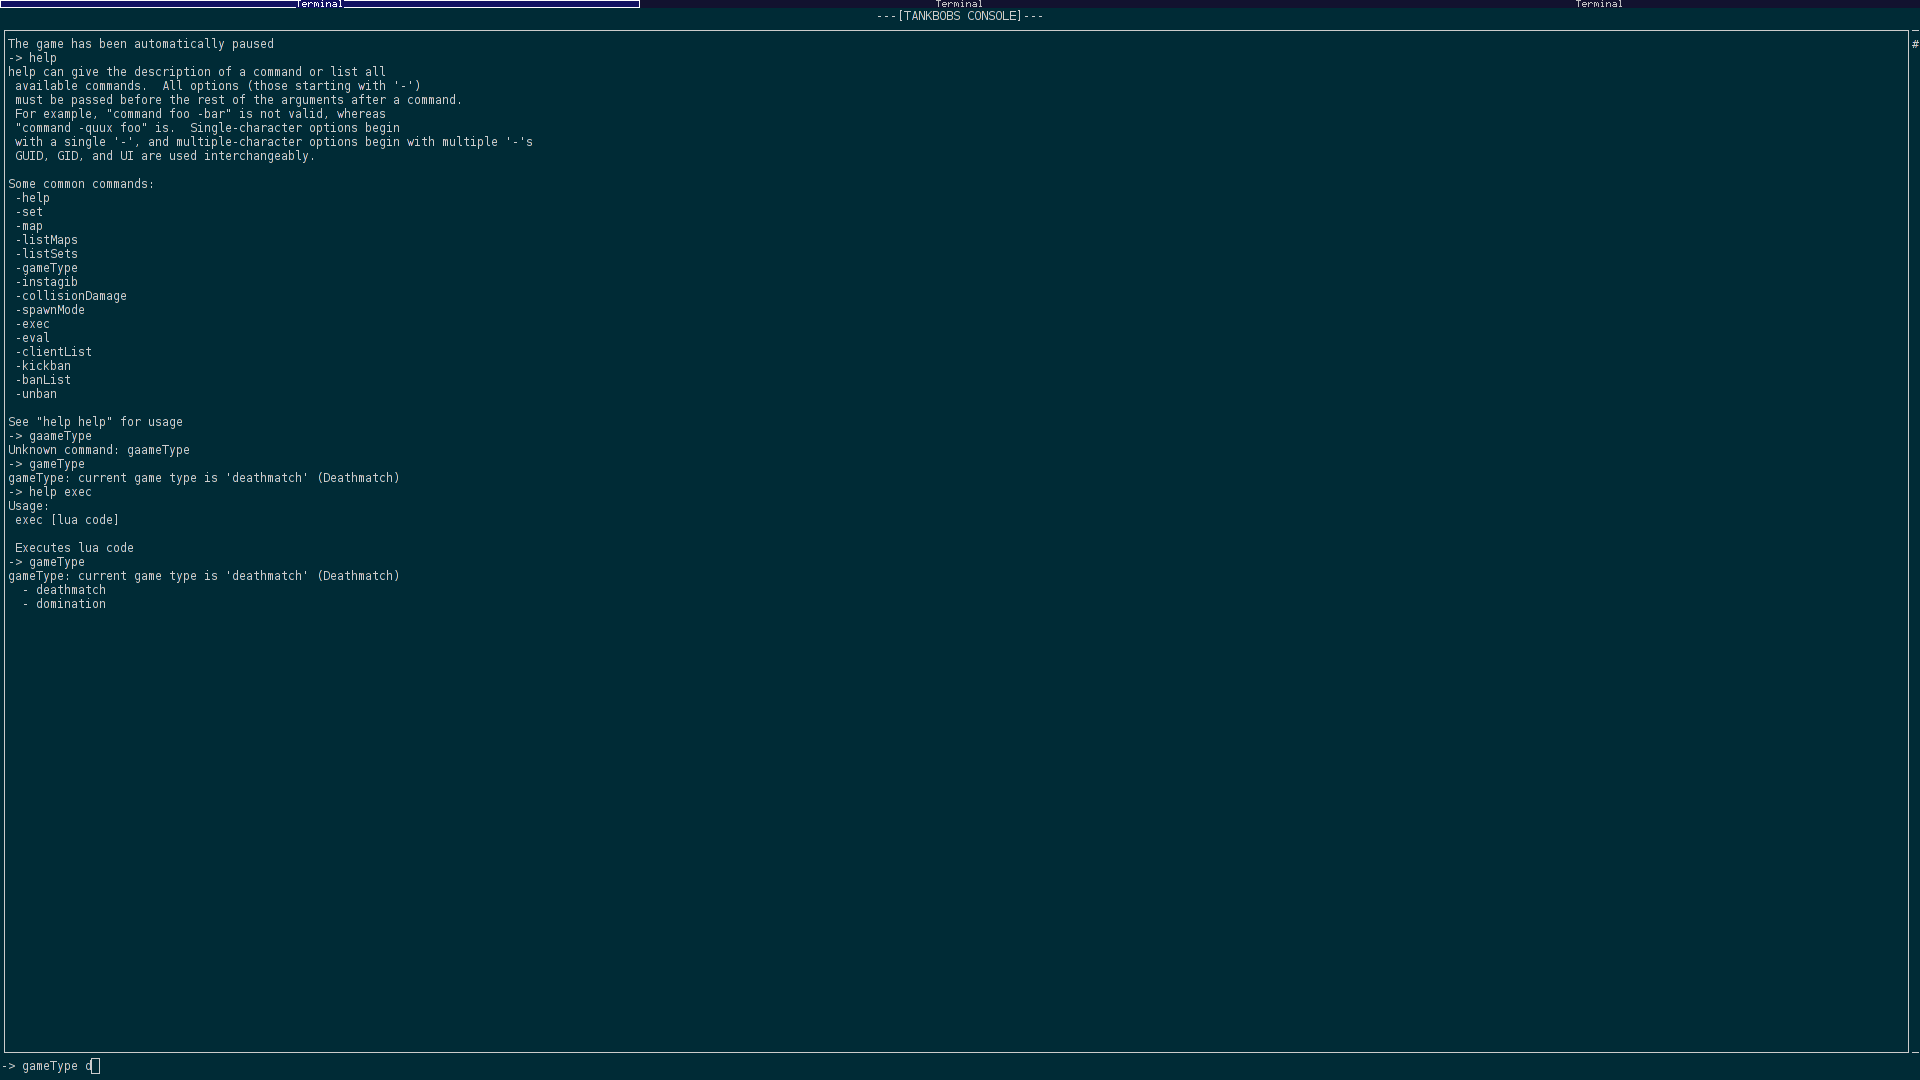 Terminal Terminal Terminal
---[TANKBOBS CONSOLE]---
The game has been automatically paused
#
-> help
help can give the description of a command or list all
 available commands.  All options (those starting with '-')
 must be passed before the rest of the arguments after a command.
 For example, "command foo -bar" is not valid, whereas
 "command -quux foo" is.  Single-character options begin
 with a single '-', and multiple-character options begin with multiple '-'s
 GUID, GID, and UI are used interchangeably.
Some common commands:
 -help
 -set
 -map
 -listMaps
 -listSets
 -gameType
 -instagib
 -collisionDamage
 -spawnMode
 -exec
 -eval
 -clientList
 -kickban
 -banList
 -unban
See "help help" for usage
-> gaameType
Unknown command: gaameType
-> gameType
gameType: current game type is 'deathmatch' (Deathmatch)
-> help exec
Usage:
 exec [lua code]
 Executes lua code
-> gameType
gameType: current game type is 'deathmatch' (Deathmatch)
  - deathmatch
  - domination
-> gameType d